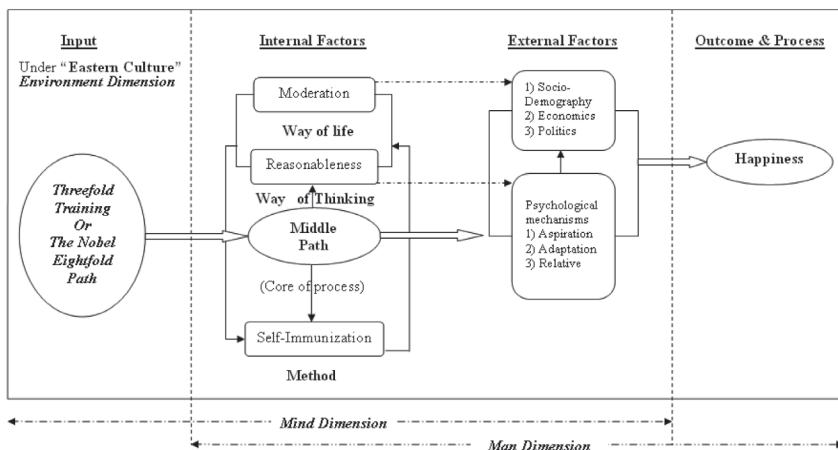 Input
Under “Eastern Culture”
Environment Dimension
Threefold
Training
Or
The Nobel
Eightfold
Path
Internal Factors
Moderation
Way of life
Reasonableness
Way of Thinking
Middle
Path
(Core of process)
Self-Immunization
Method
External Factors
1) Socio-
Demography
2) Economics
3) Politics
Psychological
mechanisms
1) Aspiration
2) Adaptation
3) Relative
Outcome & Process
Happiness
Mind Dimension
Man Dimension